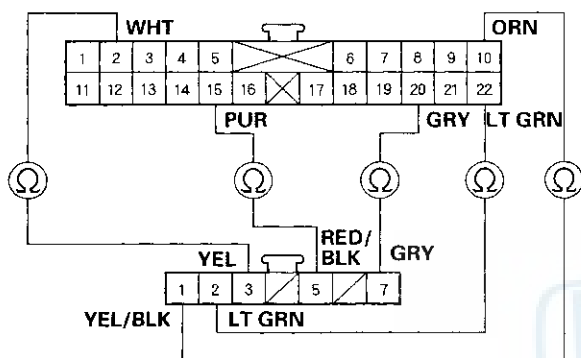 WHT ORN
1 2 3 4 5 6 7 8 9 10
11 12 13 14 15 16 17 18 19 20 21 22
PUR GRY LT GRN
Ω Ω Ω Ω Ω
RED/
YEL BLK GRY
1 2 3 5 7
YEL/BLK LT GRN